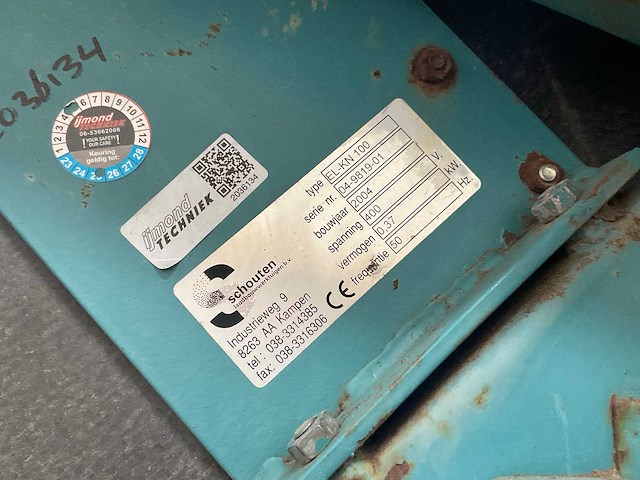 2036134
1 2 3 4 6 7 8 9 10 11 12
ijmond
TECHNIEK
06-53662066
YOUR SAFETY
OUR CARE
Keuring
geldig tot:
23 24 25 26 27 28
ijmond
TECHNIEK
2036134
type EL-KN 100
serie nr. 04-9819-01
bouwjaar 2004
spanning 400 V,
vermogen 0,37 kW,
frequentie 50 Hz
schouten
landbouwwerktuigen b.v.
Industrieweg 9
8263 AA Kampen
tel : 038-3314385
fax: 038-3316306
CE